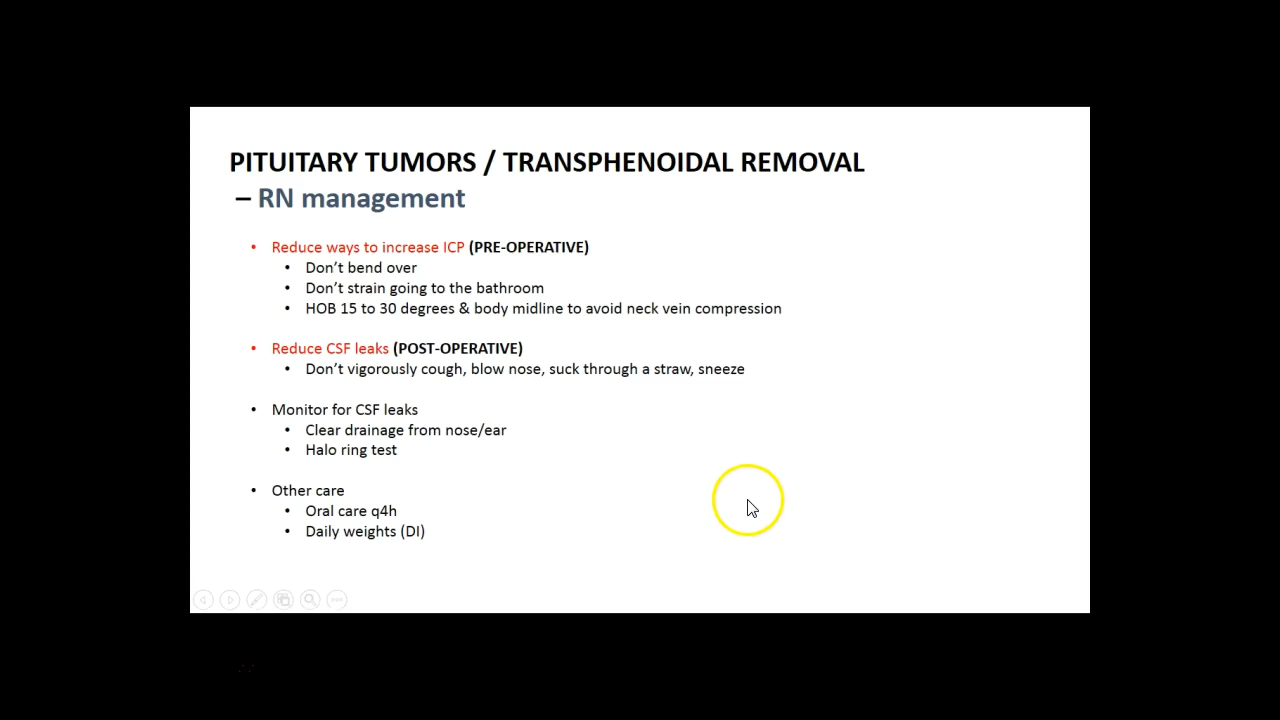 PITUITARY TUMORS / TRANSPHENOIDAL REMOVAL
– RN management
• Reduce ways to increase ICP (PRE-OPERATIVE)
• Don’t bend over
• Don’t strain going to the bathroom
• HOB 15 to 30 degrees & body midline to avoid neck vein compression
• Reduce CSF leaks (POST-OPERATIVE)
• Don’t vigorously cough, blow nose, suck through a straw, sneeze
• Monitor for CSF leaks
• Clear drainage from nose/ear
• Halo ring test
• Other care
• Oral care q4h
• Daily weights (DI)